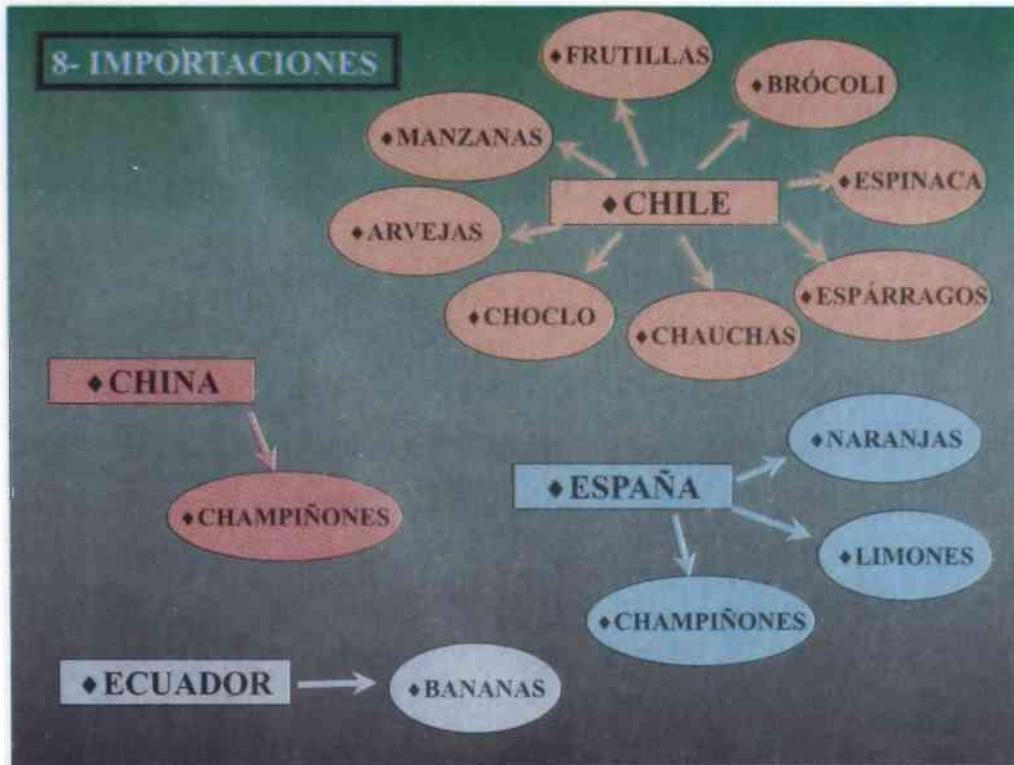 8- IMPORTACIONES
♦FRUTILLAS
♦BRÓCOLI
♦MANZANAS
♦ESPINACA
♦CHILE
♦ARVEJAS
♦ESPÁRRAGOS
♦CHOCLO
♦CHAUCHAS
♦CHINA
♦CHAMPIÑONES
♦NARANJAS
♦ESPAÑA
♦LIMONES
♦CHAMPIÑONES
♦ECUADOR
♦BANANAS